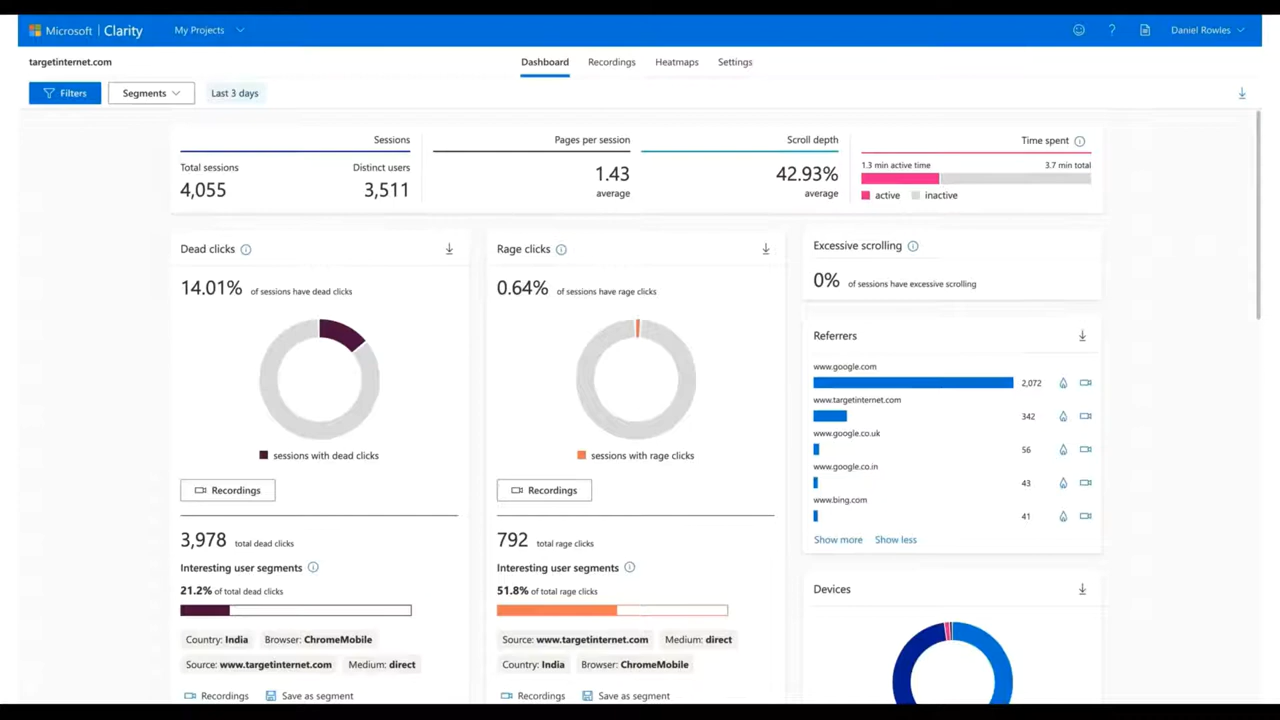 Microsoft | Clarity My Projects Daniel Rowles
targetinternet.com Dashboard Recordings Heatmaps Settings
Filters Segments Last 3 days
Sessions
Total sessions Distinct users
4,055 3,511
Pages per session
1.43
average
Scroll depth
42.93%
average
Time spent
1.3 min active time 3.7 min total
active inactive
Dead clicks
14.01% of sessions have dead clicks
sessions with dead clicks
Recordings
3,978 total dead clicks
Interesting user segments
21.2% of total dead clicks
Country: India Browser: ChromeMobile
Source: www.targetinternet.com Medium: direct
Recordings Save as segment
Rage clicks
0.64% of sessions have rage clicks
sessions with rage clicks
Recordings
792 total rage clicks
Interesting user segments
51.8% of total rage clicks
Source: www.targetinternet.com Medium: direct
Country: India Browser: ChromeMobile
Recordings Save as segment
Excessive scrolling
0% of sessions have excessive scrolling
Referrers
www.google.com
2,072
www.targetinternet.com
342
www.google.co.uk
56
www.google.co.in
43
www.bing.com
41
Show more Show less
Devices